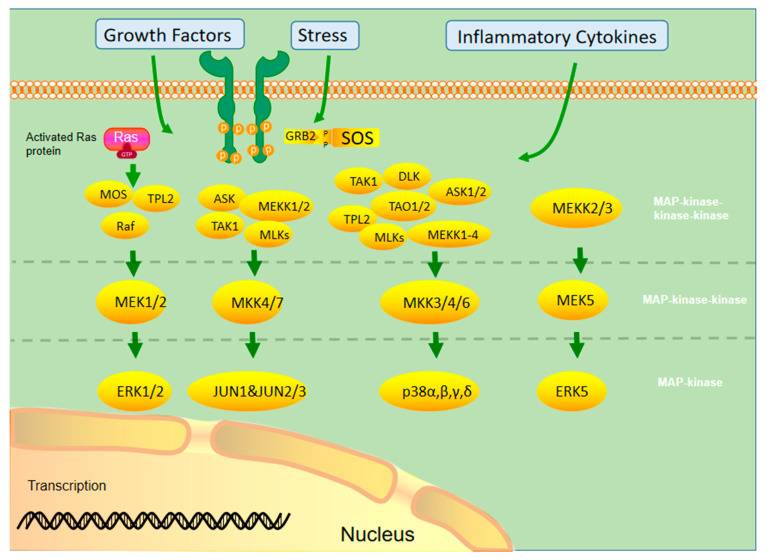 Growth Factors
Stress
Inflammatory Cytokines
P P P P
P P
GRB2 P SOS
P
Activated Ras
protein
Ras
GTP
MOS
TPL2
Raf
ASK
MEKK1/2
TAK1
MLKs
TAK1
DLK
ASK1/2
TAO1/2
TPL2
MLKs
MEKK1-4
MEKK2/3
MAP-kinase-
kinase-kinase
MEK1/2
MKK4/7
MKK3/4/6
MEK5
MAP-kinase-kinase
ERK1/2
JUN1&JUN2/3
p38α,β,γ,δ
ERK5
MAP-kinase
Transcription
Nucleus